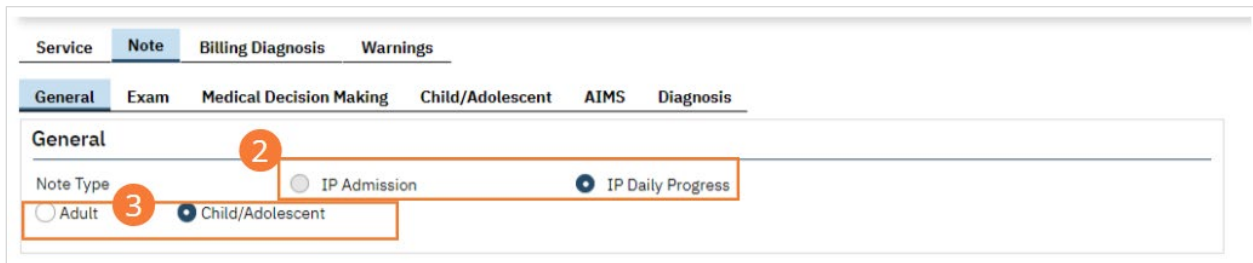 Service Note Billing Diagnosis Warnings
General Exam Medical Decision Making Child/Adolescent AIMS Diagnosis
General
2
Note Type IP Admission IP Daily Progress
Adult 3 Child/Adolescent